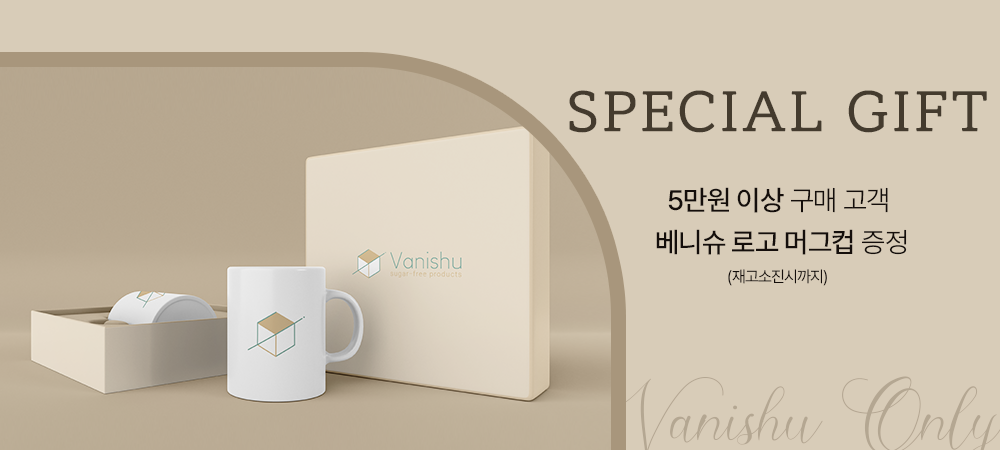 SPECIAL GIFT
5만원 이상 구매 고객
베니슈 로고 머그컵 증정
(재고소진시까지)
Vanishu
sugar-free products
Vanishu Only